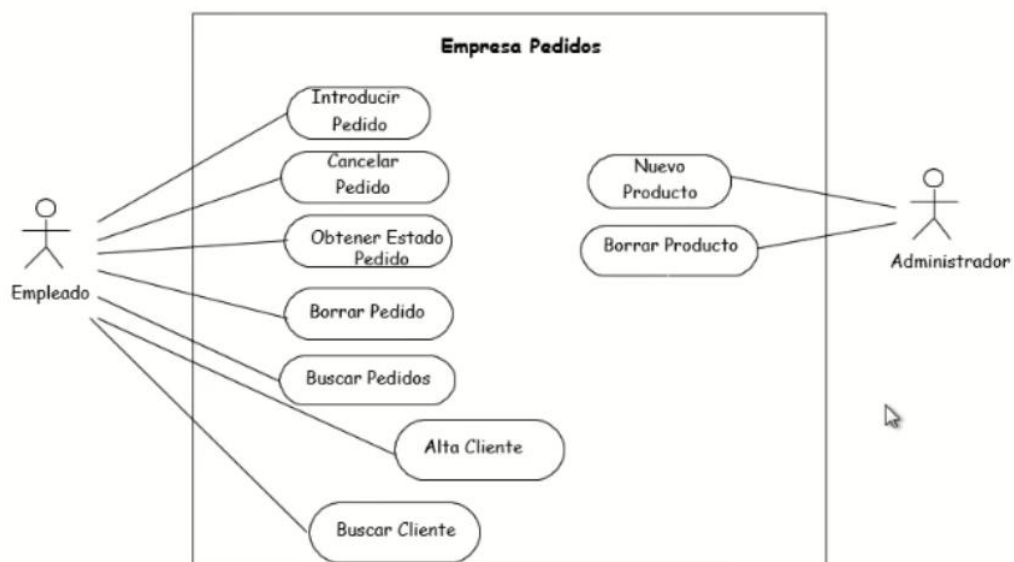 Empresa Pedidos
Introducir
Pedido
Cancelar
Pedido
Obtener Estado
Pedido
Borrar Pedido
Buscar Pedidos
Alta Cliente
Buscar Cliente
Nuevo
Producto
Borrar Producto
Empleado
Administrador